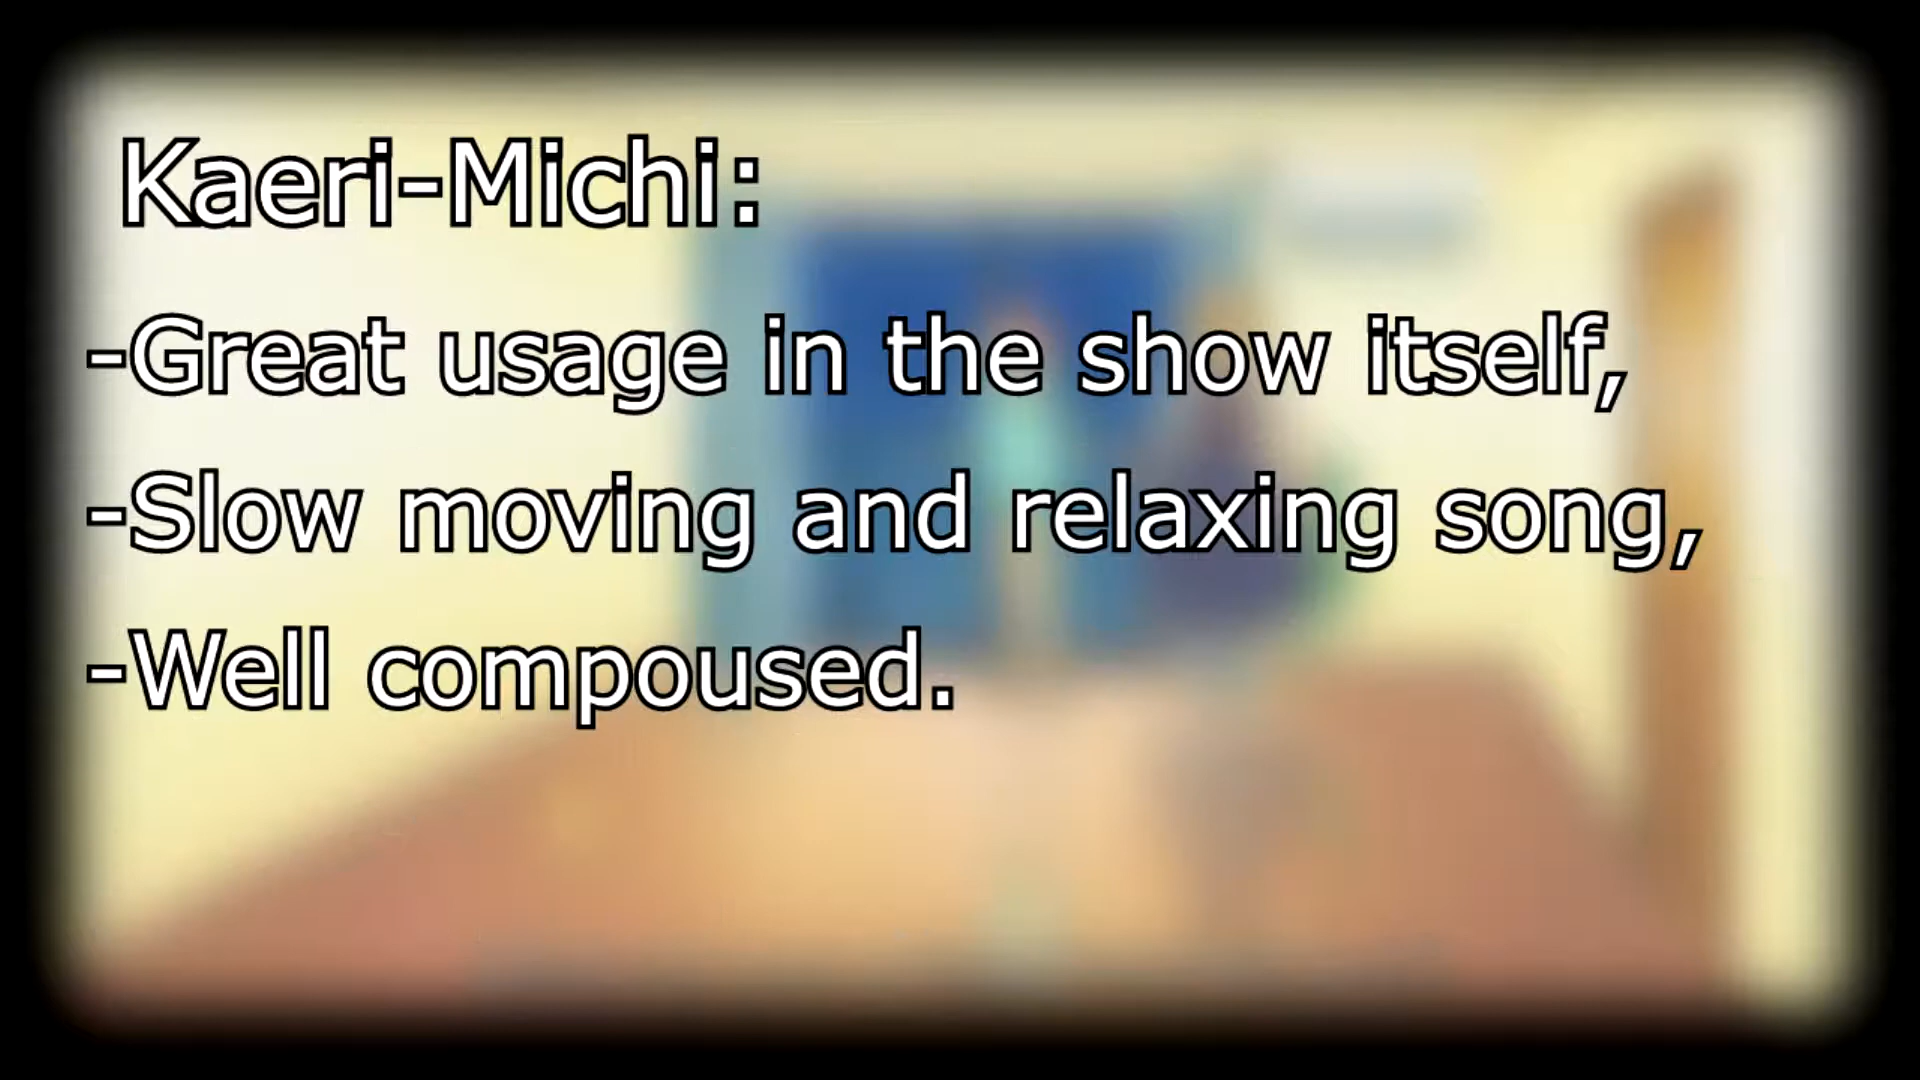 Kaeri-Michi:
-Great usage in the show itself,
-Slow moving and relaxing song,
-Well compoused.